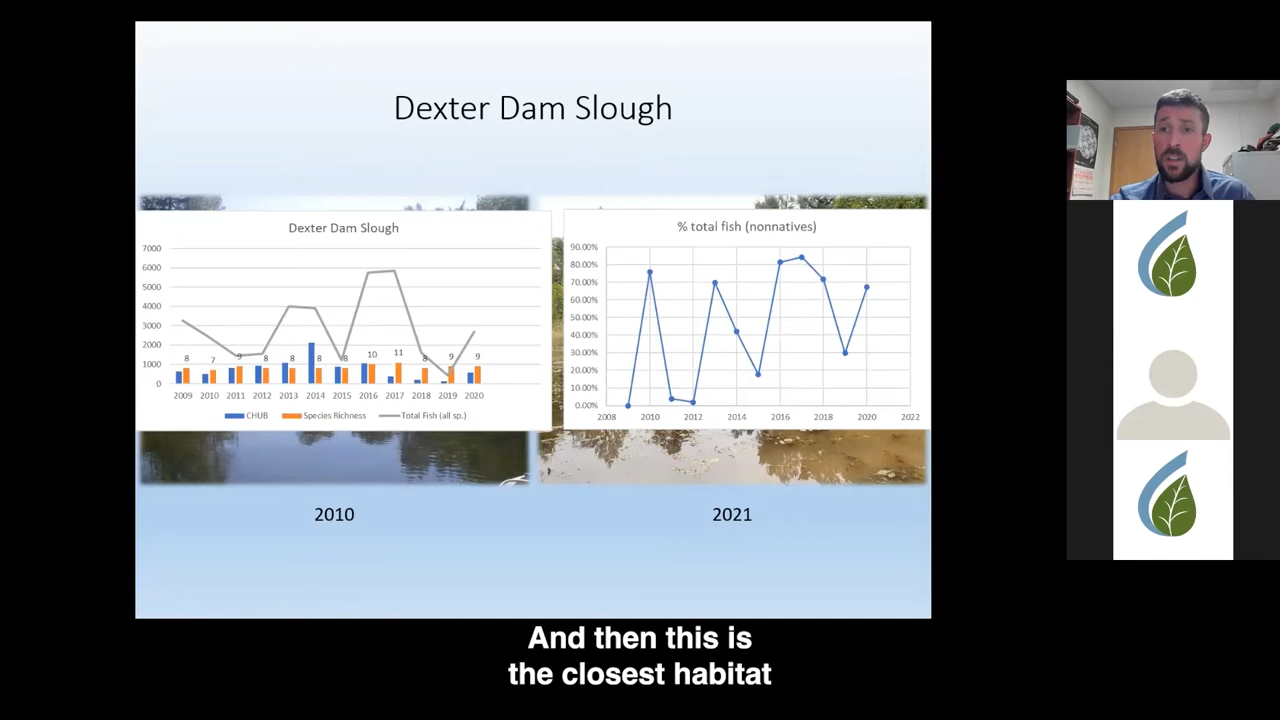 Dexter Dam Slough
Dexter Dam Slough
7000
6000
5000
4000
3000
2000
1000
0
8 7 9 8 8 8 8 10 11 8 9 9
2009 2010 2011 2012 2013 2014 2015 2016 2017 2018 2019 2020
CHUB Species Richness Total Fish (all sp.)
% total fish (nonnatives)
90.00%
80.00%
70.00%
60.00%
50.00%
40.00%
30.00%
20.00%
10.00%
0.00%
2008 2010 2012 2014 2016 2018 2020 2022
2010
2021
And then this is
the closest habitat